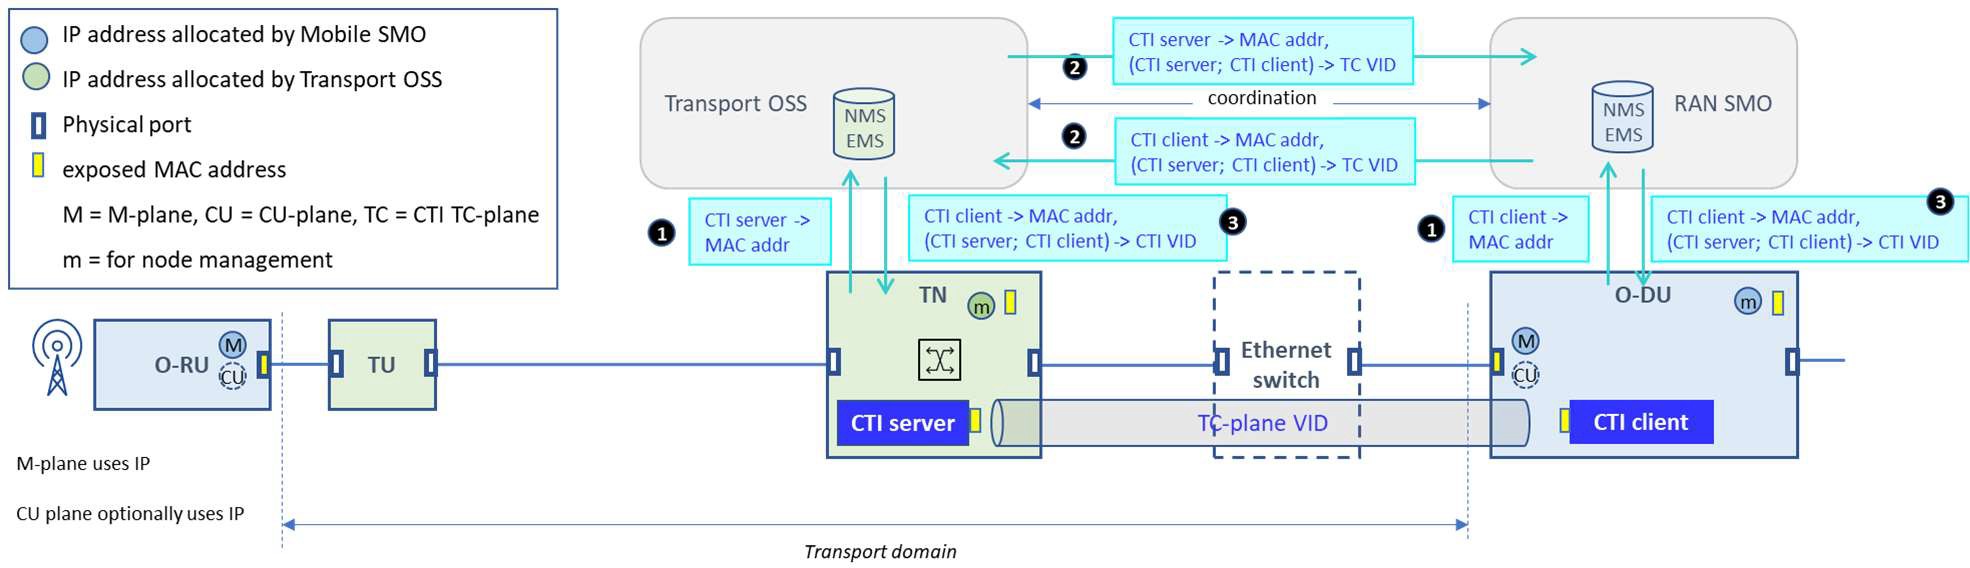 IP address allocated by Mobile SMO
IP address allocated by Transport OSS
Physical port
exposed MAC address
M = M-plane, CU = CU-plane, TC = CTI TC-plane
m = for node management
Transport OSS
NMS
EMS
2
CTI server -> MAC addr,
(CTI server; CTI client) -> TC VID
coordination
2
CTI client -> MAC addr,
(CTI server; CTI client) -> TC VID
NMS
EMS
RAN SMO
1
CTI server ->
MAC addr
CTI client -> MAC addr,
(CTI server; CTI client) -> CTI VID
3
1
CTI client ->
MAC addr
CTI client -> MAC addr,
(CTI server; CTI client) -> CTI VID
3
O-RU
M
CU
TU
TN
m
CTI server
Ethernet
switch
TC-plane VID
O-DU
m
M
CU
CTI client
M-plane uses IP
CU plane optionally uses IP
Transport domain